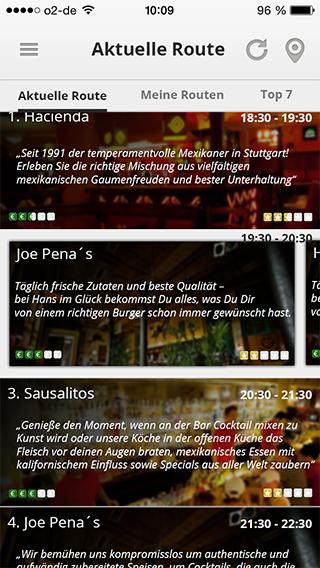 o2-de 10:09 96 %
Aktuelle Route
Aktuelle Route Meine Routen Top 7
1. Hacienda 18:30 - 19:30
„Seit 1991 der temperamentvolle Mexikaner in Stuttgart!
Erleben Sie die richtige Mischung aus vielfältigen
mexikanischen Gaumenfreuden und bester Unterhaltung“
€ € €
19:30 - 20:30
Joe Pena´s
Täglich frische Zutaten und beste Qualität –
bei Hans im Glück bekommst Du alles, was Du Dir
von einem richtigen Burger schon immer gewünscht hast.
€ € €
3. Sausalitos 20:30 - 21:30
„Genieße den Moment, wenn an der Bar Cocktail mixen zu
Kunst wird oder unsere Köche in der offenen Küche das
Fleisch vor deinen Augen braten, mexikanisches Essen mit
kalifornischem Einfluss sowie Specials aus aller Welt zaubern“
€ € €
4. Joe Pena´s 21:30 - 22:30
„Wir bemühen uns kompromisslos um authentische und